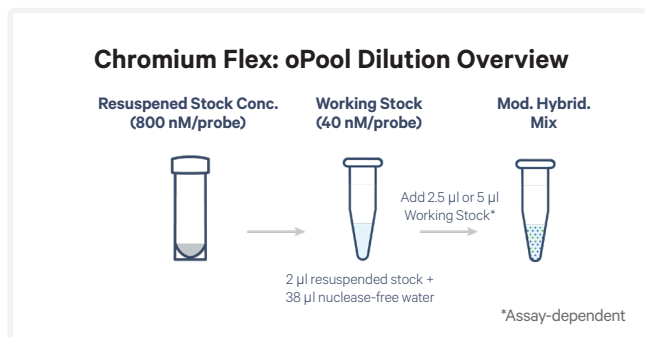 Chromium Flex: oPool Dilution Overview
Resuspened Stock Conc.
(800 nM/probe)
Working Stock
(40 nM/probe)
Mod. Hybrid.
Mix
Add 2.5 µl or 5 µl
Working Stock*
2 µl resuspended stock +
38 µl nuclease-free water
*Assay-dependent